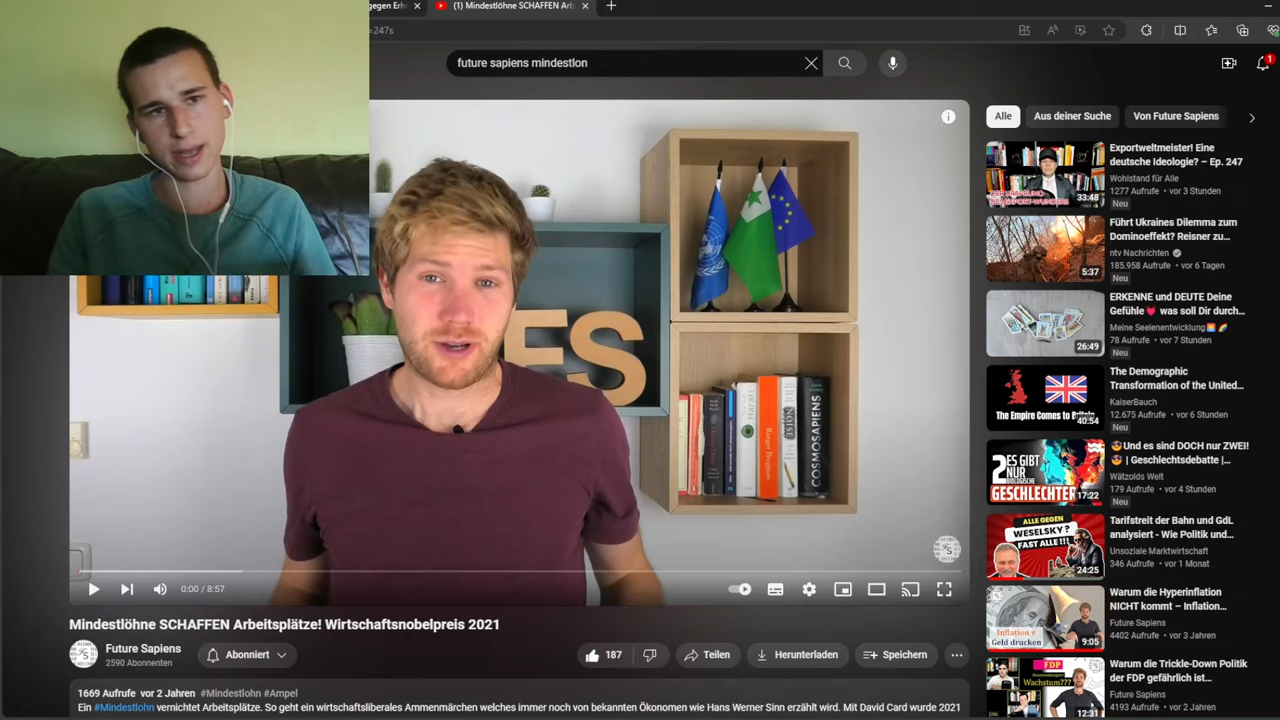 gegen Erh
(1) Mindestlöhne SCHAFFEN Arb
=247s
future sapiens mindestlon
1
Alle
Aus deiner Suche
Von Future Sapiens
ES
NOISE
COSMOSAPIENS
33:48
Exportweltmeister! Eine
deutsche Ideologie? – Ep. 247
Wohlstand für Alle
1277 Aufrufe • vor 3 Stunden
Neu
5:37
Führt Ukraines Dilemma zum
Dominoeffekt? Reisner zu...
ntv Nachrichten
185.958 Aufrufe • vor 6 Tagen
Neu
26:49
ERKENNE und DEUTE Deine
Gefühle💗 was soll Dir durch...
Meine Seelenentwicklung
78 Aufrufe • vor 7 Stunden
Neu
The Empire Comes to Britain
40:54
The Demographic
Transformation of the United...
KaiserBauch
12.675 Aufrufe • vor 6 Stunden
Neu
2 ES GIBT
NUR
GESCHLECHTER
17:22
😎Und es sind DOCH nur ZWEI!
😎 | Geschlechtsdebatte |...
Wätzolds Welt
179 Aufrufe • vor 4 Stunden
Neu
ALLE GEGEN
WESELSKY?
FAST ALLE !!!
24:25
Tarifstreit der Bahn und GdL
analysiert - Wie Politik und...
Unsoziale Marktwirtschaft
346 Aufrufe • vor 1 Monat
Inflation ≠
Geld drucken
9:05
Warum die Hyperinflation
NICHT kommt – Inflation...
Future Sapiens
4402 Aufrufe • vor 3 Jahren
FDP
Wachstum???
12:31
Warum die Trickle-Down Politik
der FDP gefährlich ist...
Future Sapiens
4193 Aufrufe • vor 2 Jahren
0:00 / 8:57
Mindestlöhne SCHAFFEN Arbeitsplätze! Wirtschaftsnobelpreis 2021
Future Sapiens
2590 Abonnenten
Abonniert
187
Teilen
Herunterladen
Speichern
1669 Aufrufe vor 2 Jahren #Mindestlohn #Ampel
Ein #Mindestlohn vernichtet Arbeitsplätze. So geht ein wirtschaftsliberales Ammenmärchen welches immer noch von bekannten Ökonomen wie Hans Werner Sinn erzählt wird. Mit David Card wurde 2021